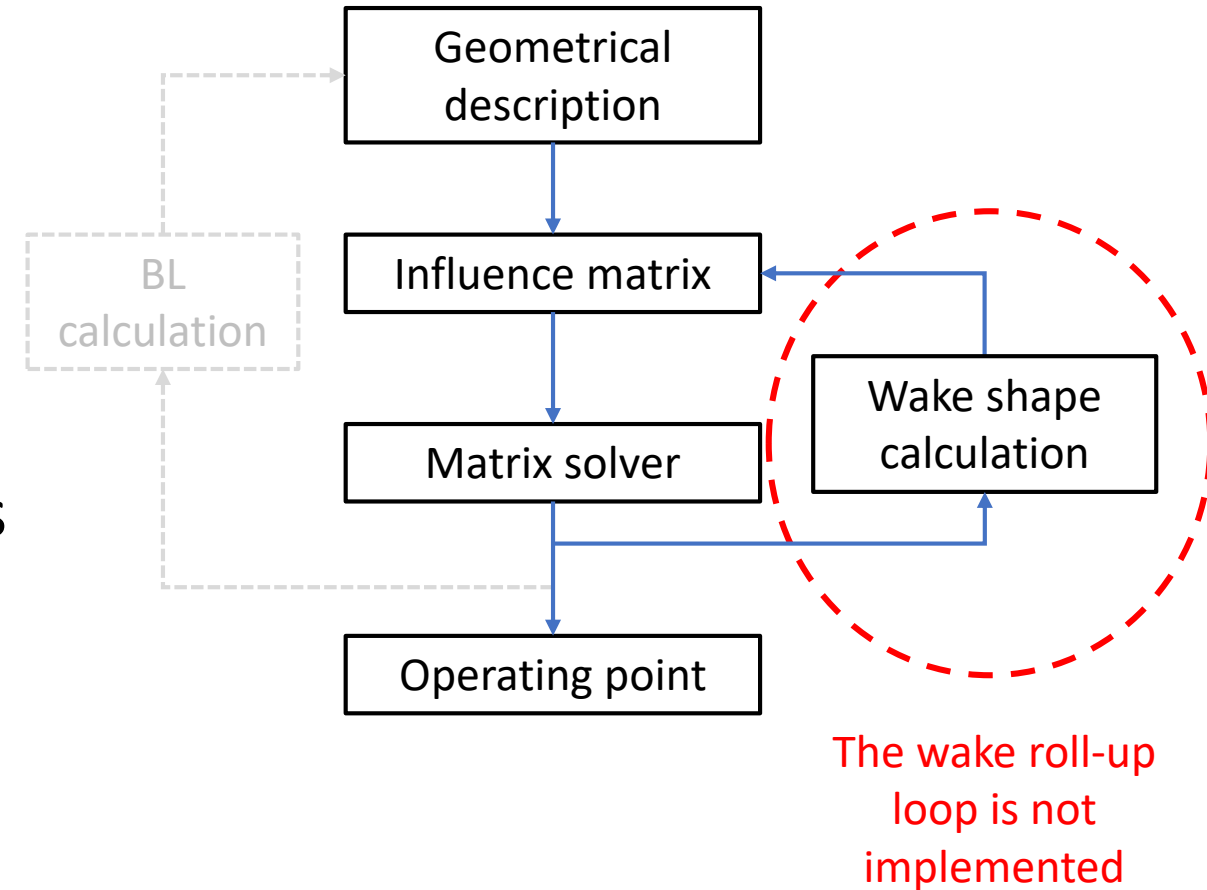 Geometrical
description
BL
calculation
Influence matrix
Wake shape
calculation
Matrix solver
s
Operating point
The wake roll-up
loop is not
implemented